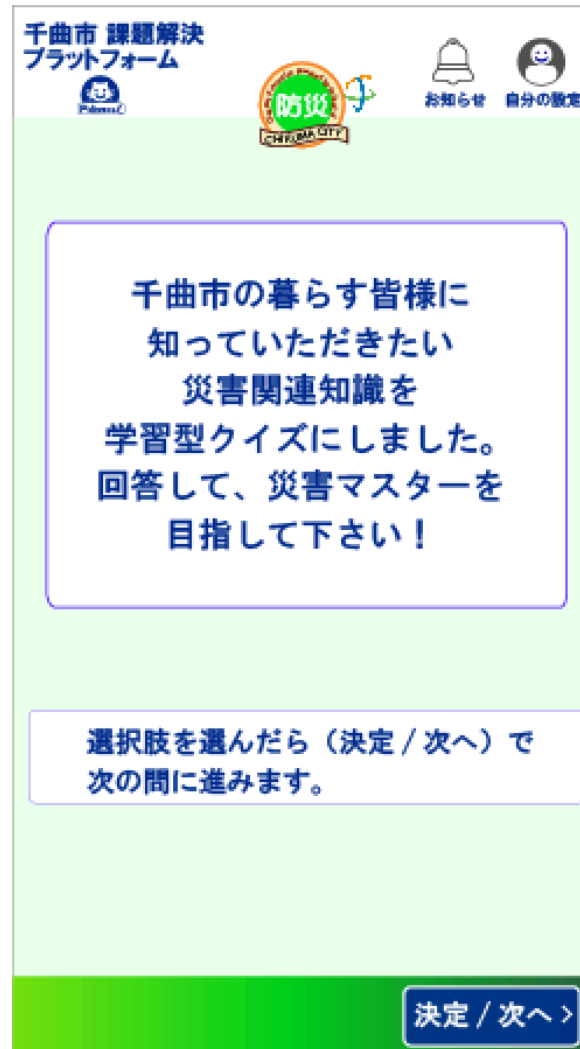 千曲市 課題解決
プラットフォーム
防災
CHIKUMA CITY
お知らせ
自分の設定
千曲市の暮らす皆様に
知っていただきたい
災害関連知識を
学習型クイズにしました。
回答して、災害マスターを
目指して下さい！
選択肢を選んだら（決定/次へ）で
次の問に進みます。
決定/次へ>